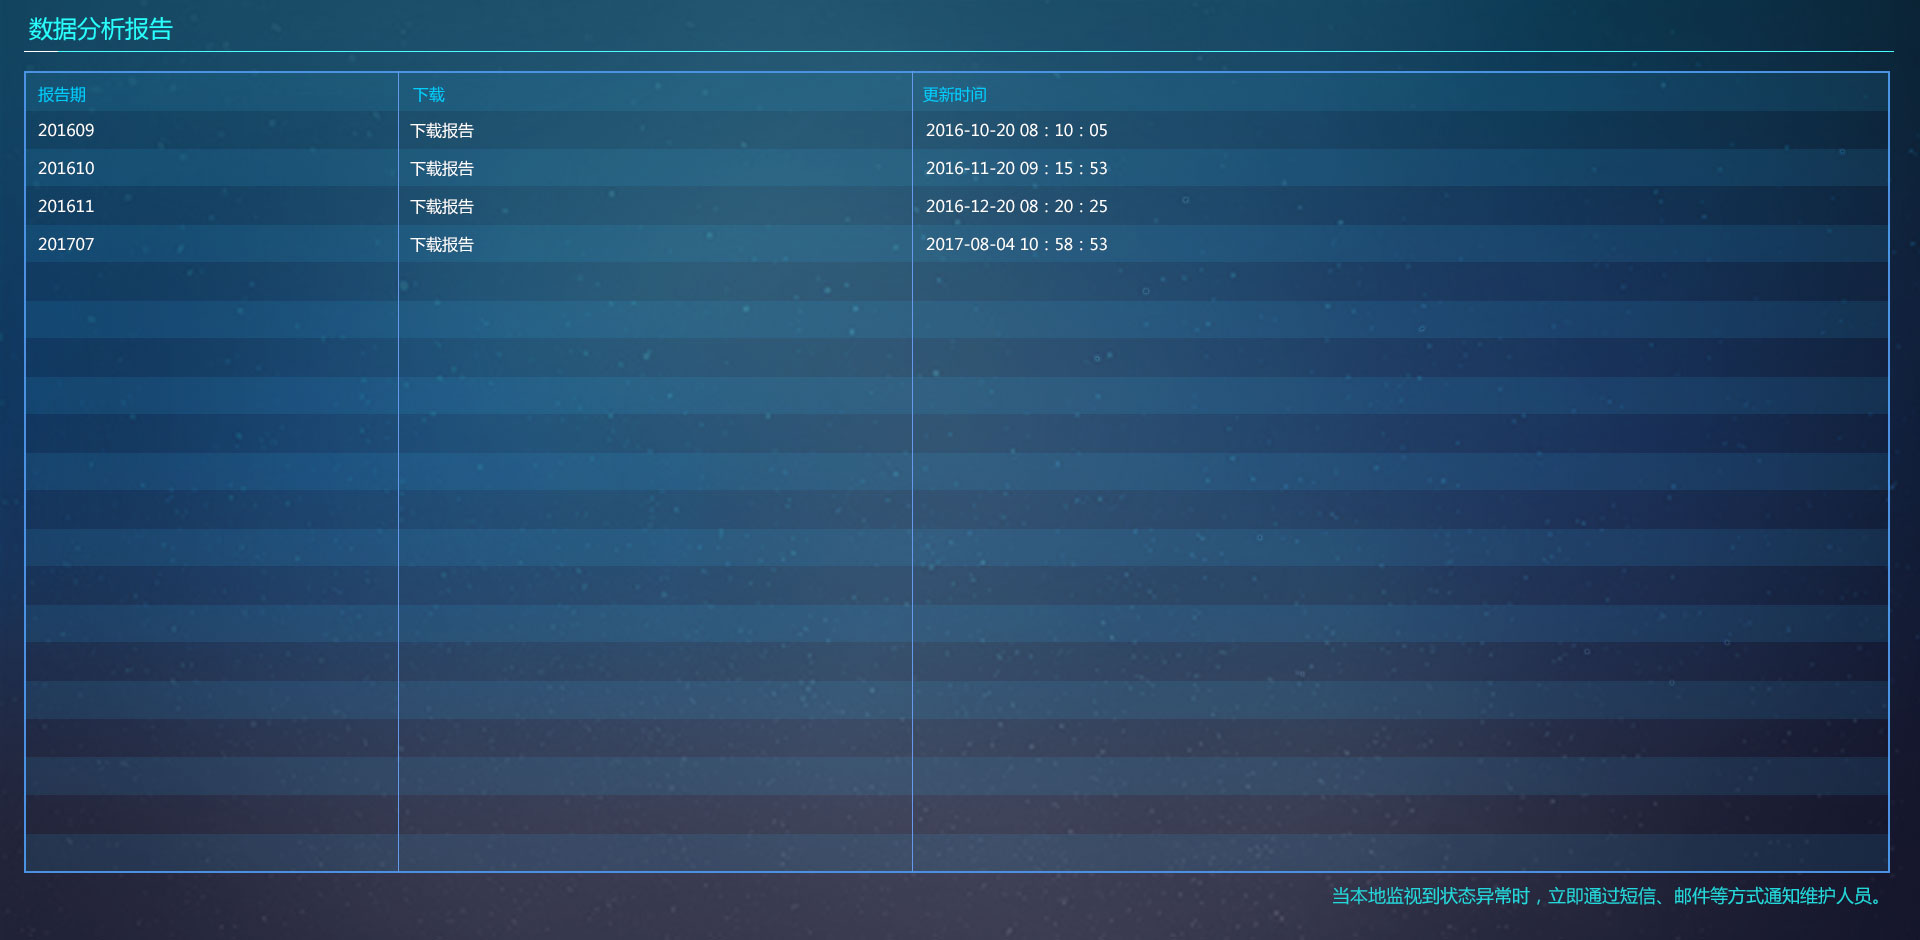 数据分析报告
报告期 下载 更新时间
201609 下载报告 2016-10-20 08：10：05
201610 下载报告 2016-11-20 09：15：53
201611 下载报告 2016-12-20 08：20：25
201707 下载报告 2017-08-04 10：58：53
当本地监视到状态异常时，立即通过短信、邮件等方式通知维护人员。